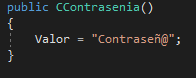 public CContrasenia()
{
    Valor = "Contraseñ@";
}